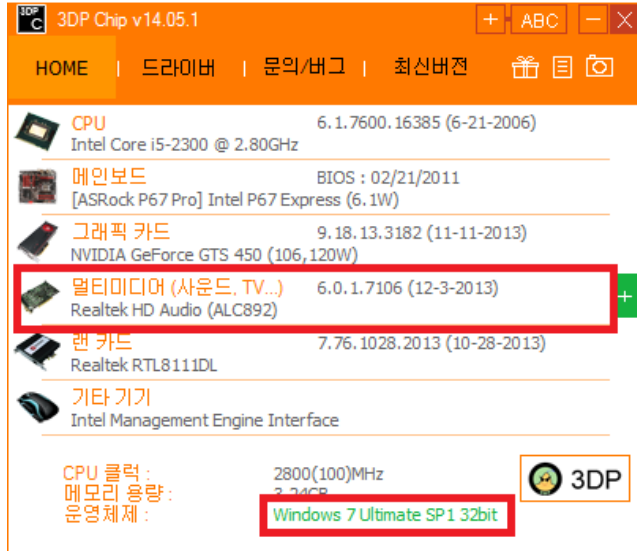 3DP C 3DP Chip v14.05.1 + ABC − X
HOME | 드라이버 | 문의/버그 | 최신버전
CPU 6.1.7600.16385 (6-21-2006)
Intel Core i5-2300 @ 2.80GHz
메인보드 BIOS : 02/21/2011
[ASRock P67 Pro] Intel P67 Express (6.1W)
그래픽 카드 9.18.13.3182 (11-11-2013)
NVIDIA GeForce GTS 450 (106,120W)
멀티미디어 (사운드, TV...) 6.0.1.7106 (12-3-2013) +
Realtek HD Audio (ALC892)
랜 카드 7.76.1028.2013 (10-28-2013)
Realtek RTL8111DL
기타 기기
Intel Management Engine Interface
CPU 클럭 : 2800(100)MHz
메모리 용량 : 3.24GB
운영체제 : Windows 7 Ultimate SP1 32bit
3DP